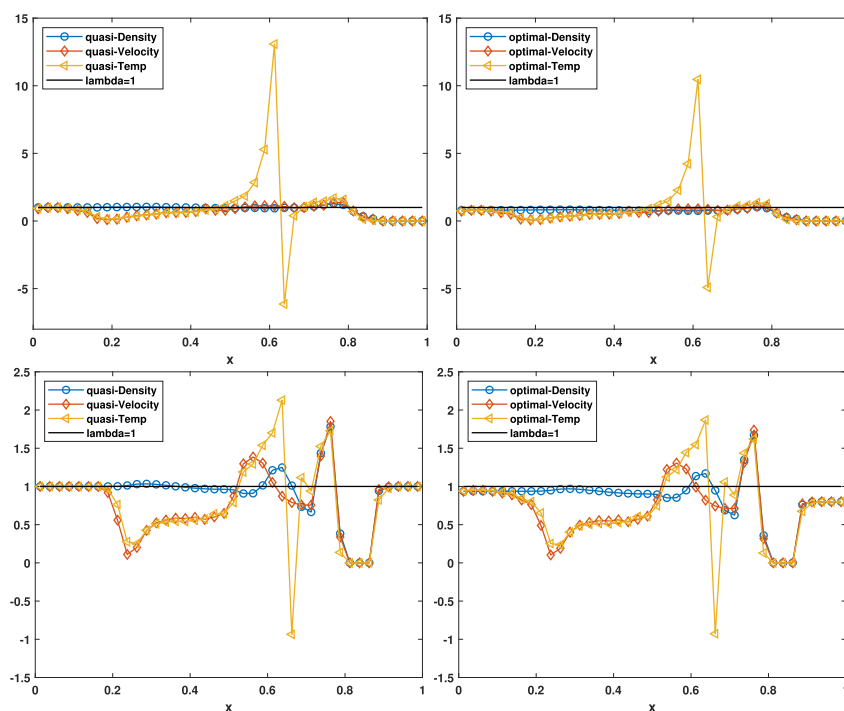 15
10
5
0
-5
0
0.2
0.4
0.6
0.8
1
x
quasi-Density
quasi-Velocity
quasi-Temp
lambda=1
15
10
5
0
-5
0
0.2
0.4
0.6
0.8
1
x
optimal-Density
optimal-Velocity
optimal-Temp
lambda=1
2.5
2
1.5
1
0.5
0
-0.5
-1
-1.5
0
0.2
0.4
0.6
0.8
1
x
quasi-Density
quasi-Velocity
quasi-Temp
lambda=1
2.5
2
1.5
1
0.5
0
-0.5
-1
-1.5
0
0.2
0.4
0.6
0.8
1
x
optimal-Density
optimal-Velocity
optimal-Temp
lambda=1